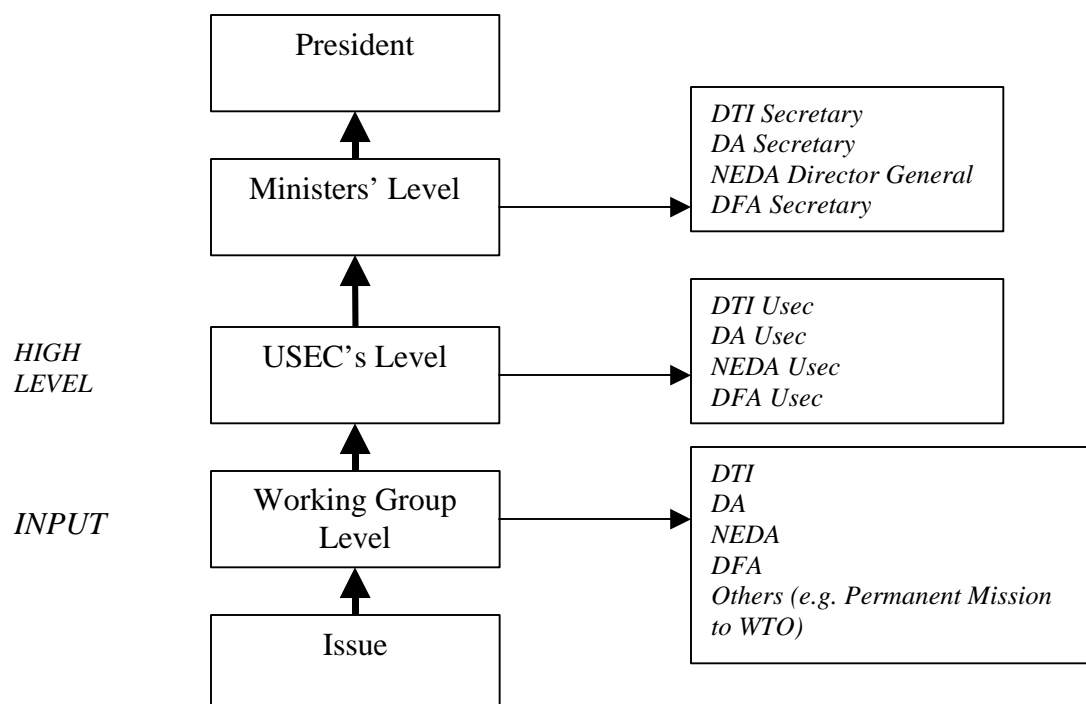 President
DTI Secretary
DA Secretary
NEDA Director General
DFA Secretary
Ministers’ Level
HIGH
LEVEL
USEC’s Level
DTI Usec
DA Usec
NEDA Usec
DFA Usec
INPUT
Working Group
Level
DTI
DA
NEDA
DFA
Others (e.g. Permanent Mission
to WTO)
Issue